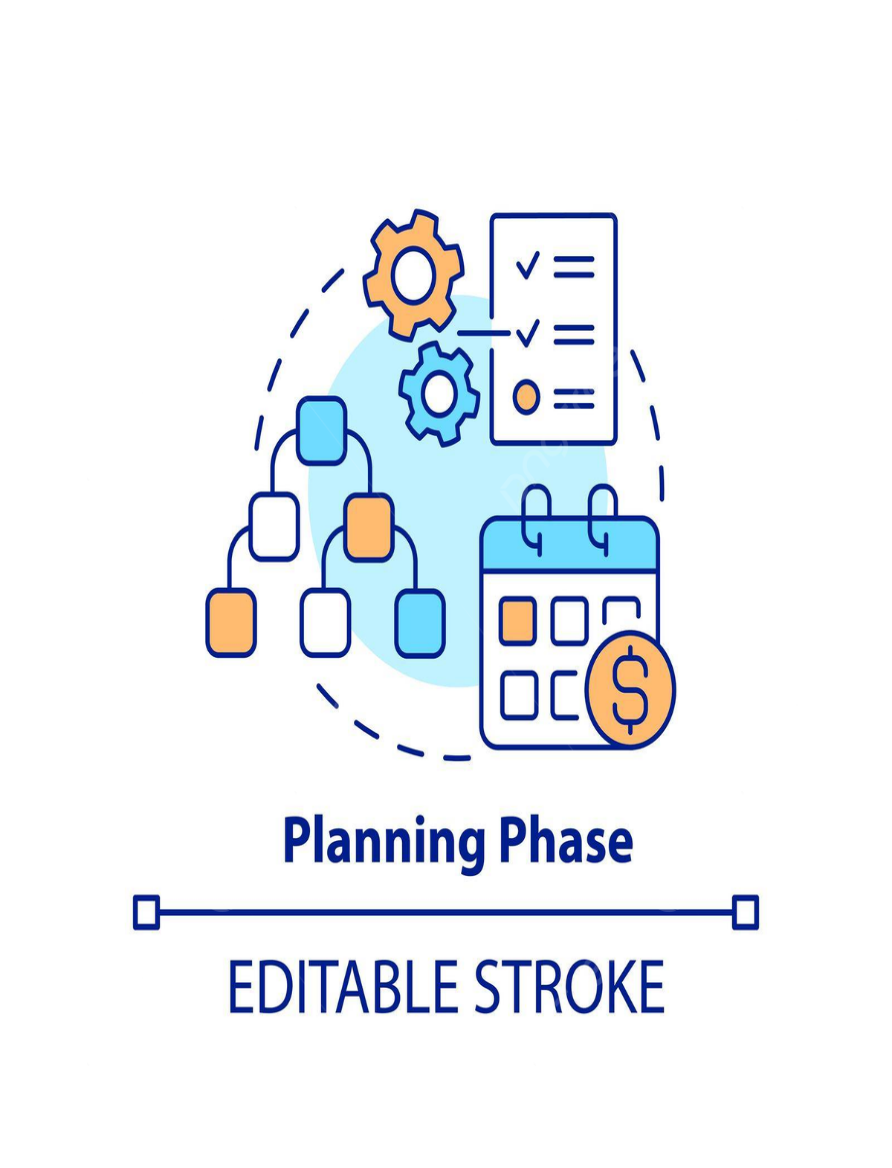 $
Planning Phase
EDITABLE STROKE